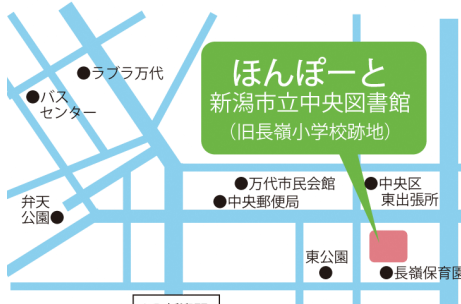 ラブラ万代
バス
センター
ほんぽーと
新潟市立中央図書館
（旧長嶺小学校跡地）
万代市民会館
中央郵便局
中央区
東出張所
弁天
公園
東公園
長嶺保育園